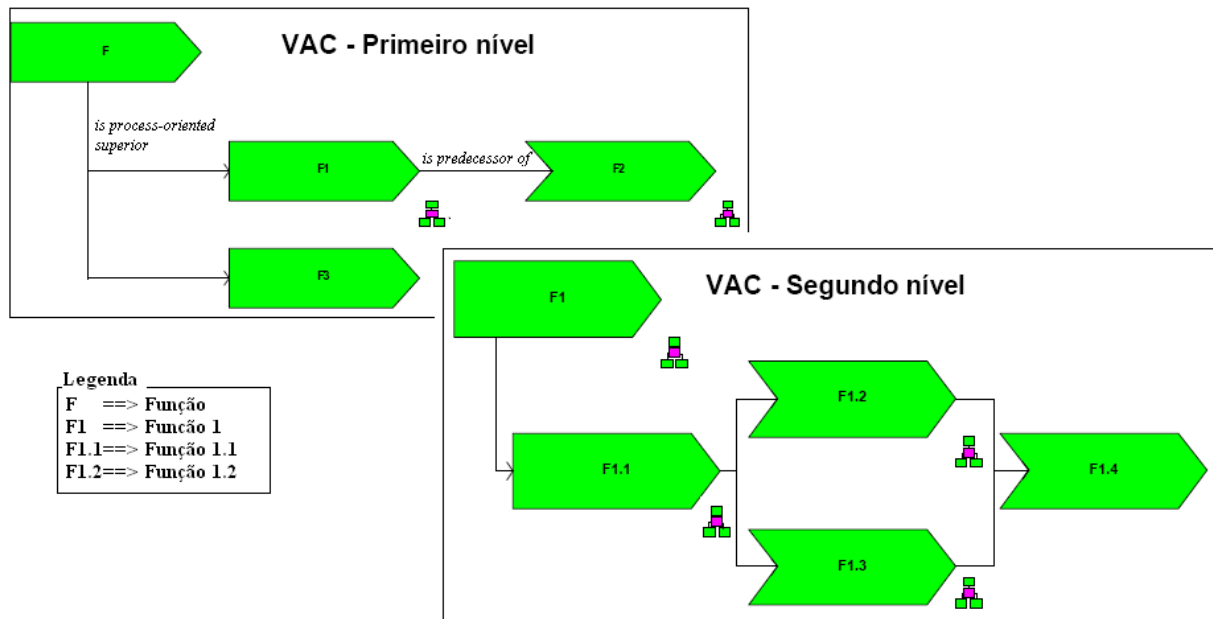 F
VAC - Primeiro nível
is process-oriented
superior
F1
is predecessor of
F2
F3
VAC - Segundo nível
F1
F1.2
F1.1
F1.4
F1.3
Legenda
F ==> Função
F1 ==> Função 1
F1.1==> Função 1.1
F1.2==> Função 1.2